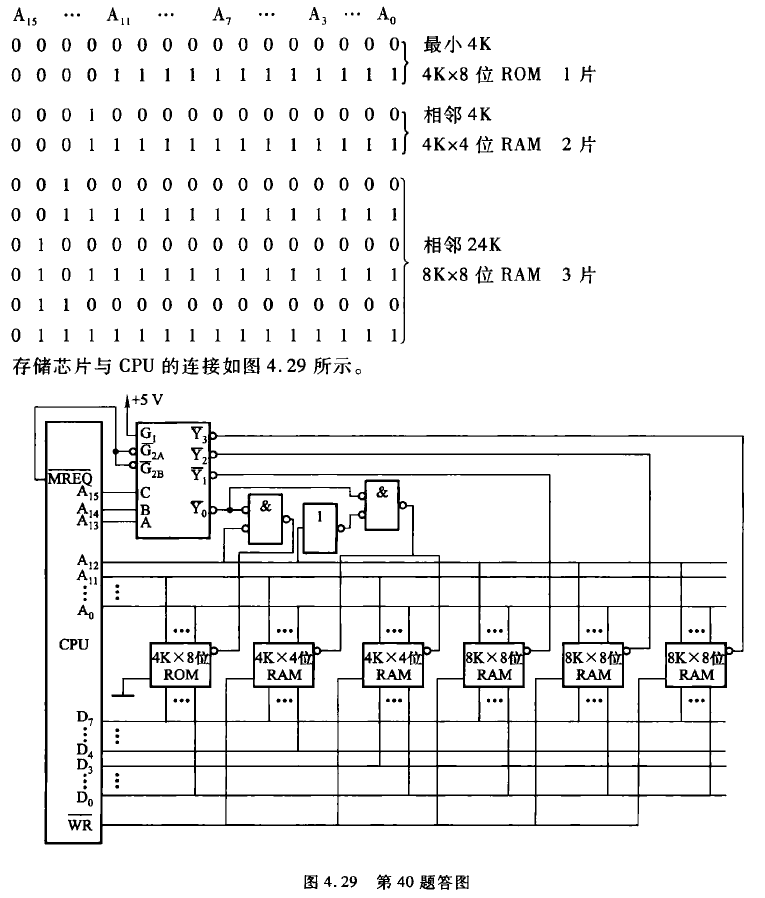 A₁₅ … A₁₁ … A₇ … A₃ … A₀
0 0 0 0 0 0 0 0 0 0 0 0 0 0 0 0 最小 4K
0 0 0 0 1 1 1 1 1 1 1 1 1 1 1 1 4K×8 位 ROM 1 片
0 0 0 1 0 0 0 0 0 0 0 0 0 0 0 0 相邻 4K
0 0 0 1 1 1 1 1 1 1 1 1 1 1 1 1 4K×4 位 RAM 2 片
0 0 1 0 0 0 0 0 0 0 0 0 0 0 0 0
0 0 1 1 1 1 1 1 1 1 1 1 1 1 1 1
0 1 0 0 0 0 0 0 0 0 0 0 0 0 0 0 相邻 24K
0 1 0 1 1 1 1 1 1 1 1 1 1 1 1 1 8K×8 位 RAM 3 片
0 1 1 0 0 0 0 0 0 0 0 0 0 0 0 0
0 1 1 1 1 1 1 1 1 1 1 1 1 1 1 1
存储芯片与 CPU 的连接如图 4.29 所示。
+5 V
G₁ Y̅₃
G̅₂A Y̅₂
G̅₂B Y̅₁
M̅R̅E̅Q̅
A₁₅ C
A₁₄ B Y̅₀
A₁₃ A
& 1 &
A₁₂
A₁₁
⋮
A₀
CPU
4K×8位 ROM
4K×4位 RAM
4K×4位 RAM
8K×8位 RAM
8K×8位 RAM
8K×8位 RAM
D₇
⋮
D₄
D₃
⋮
D₀
W̅R̅
图 4.29 第 40 题答图